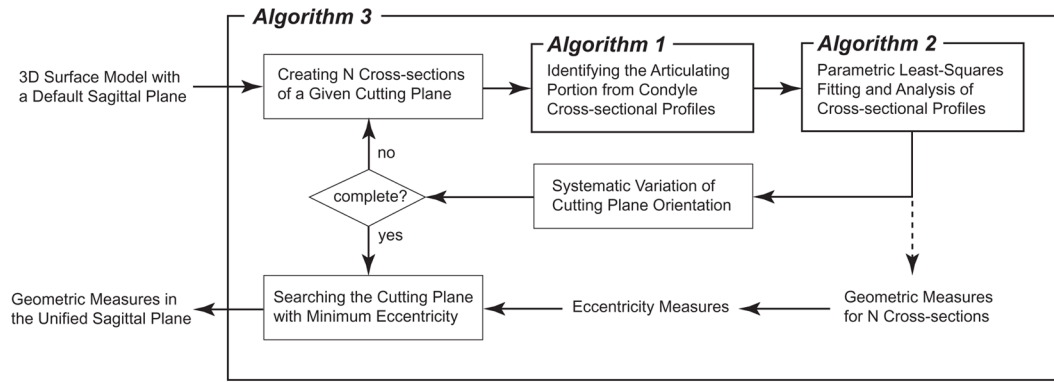 Algorithm 3
3D Surface Model with
a Default Sagittal Plane
Creating N Cross-sections
of a Given Cutting Plane
Algorithm 1
Identifying the Articulating
Portion from Condyle
Cross-sectional Profiles
Algorithm 2
Parametric Least-Squares
Fitting and Analysis of
Cross-sectional Profiles
no
complete?
yes
Systematic Variation of
Cutting Plane Orientation
Geometric Measures in
the Unified Sagittal Plane
Searching the Cutting Plane
with Minimum Eccentricity
Eccentricity Measures
Geometric Measures
for N Cross-sections